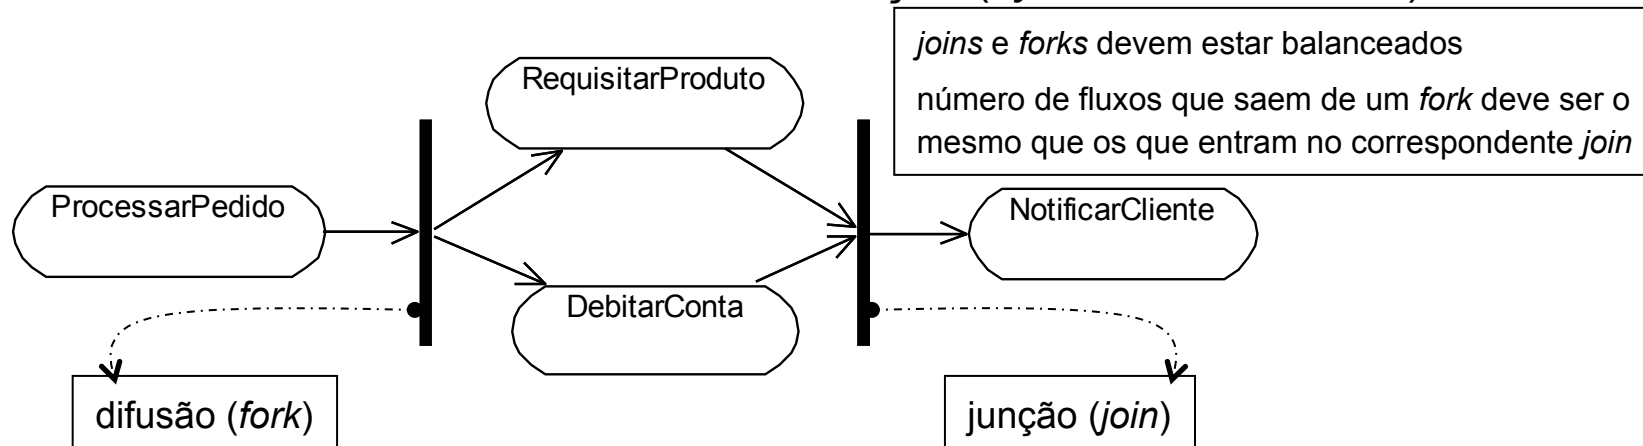 joins e forks devem estar balanceados
número de fluxos que saem de um fork deve ser o
mesmo que os que entram no correspondente join
RequisitarProduto
ProcessarPedido
NotificarCliente
DebitarConta
difusão (fork)
junção (join)